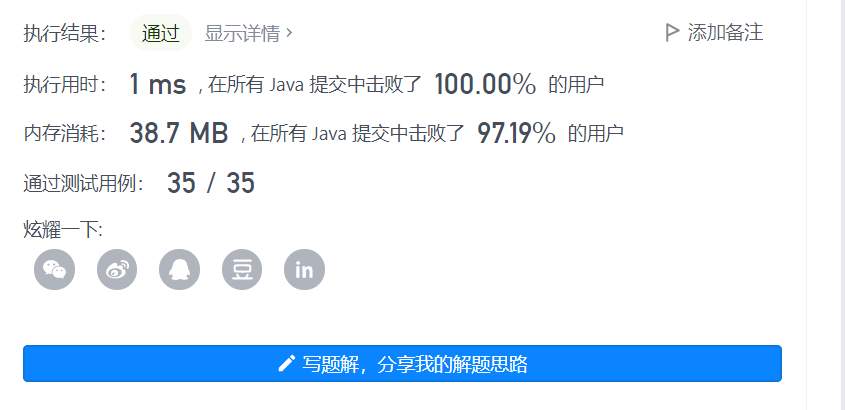 执行结果： 通过 显示详情 › 添加备注
执行用时： 1 ms , 在所有 Java 提交中击败了 100.00% 的用户
内存消耗： 38.7 MB , 在所有 Java 提交中击败了 97.19% 的用户
通过测试用例： 35 / 35
炫耀一下:
豆 in
写题解，分享我的解题思路